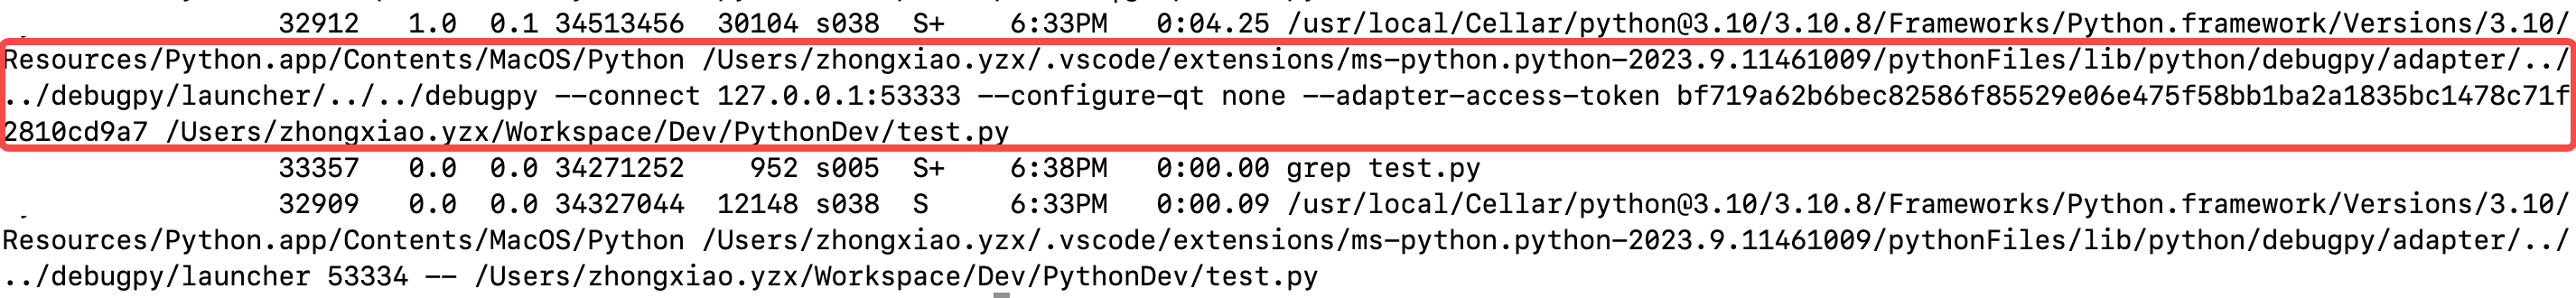 32912 1.0 0.1 34513456 30104 s038 S+ 6:33PM 0:04.25 /usr/local/Cellar/python@3.10/3.10.8/Frameworks/Python.framework/Versions/3.10/
Resources/Python.app/Contents/MacOS/Python /Users/zhongxiao.yzx/.vscode/extensions/ms-python.python-2023.9.11461009/pythonFiles/lib/python/debugpy/adapter/../
../debugpy/launcher/../../debugpy --connect 127.0.0.1:53333 --configure-qt none --adapter-access-token bf719a62b6bec82586f85529e06e475f58bb1ba2a1835bc1478c71f
2810cd9a7 /Users/zhongxiao.yzx/Workspace/Dev/PythonDev/test.py
33357 0.0 0.0 34271252 952 s005 S+ 6:38PM 0:00.00 grep test.py
32909 0.0 0.0 34327044 12148 s038 S 6:33PM 0:00.09 /usr/local/Cellar/python@3.10/3.10.8/Frameworks/Python.framework/Versions/3.10/
Resources/Python.app/Contents/MacOS/Python /Users/zhongxiao.yzx/.vscode/extensions/ms-python.python-2023.9.11461009/pythonFiles/lib/python/debugpy/adapter/../
../debugpy/launcher 53334 -- /Users/zhongxiao.yzx/Workspace/Dev/PythonDev/test.py